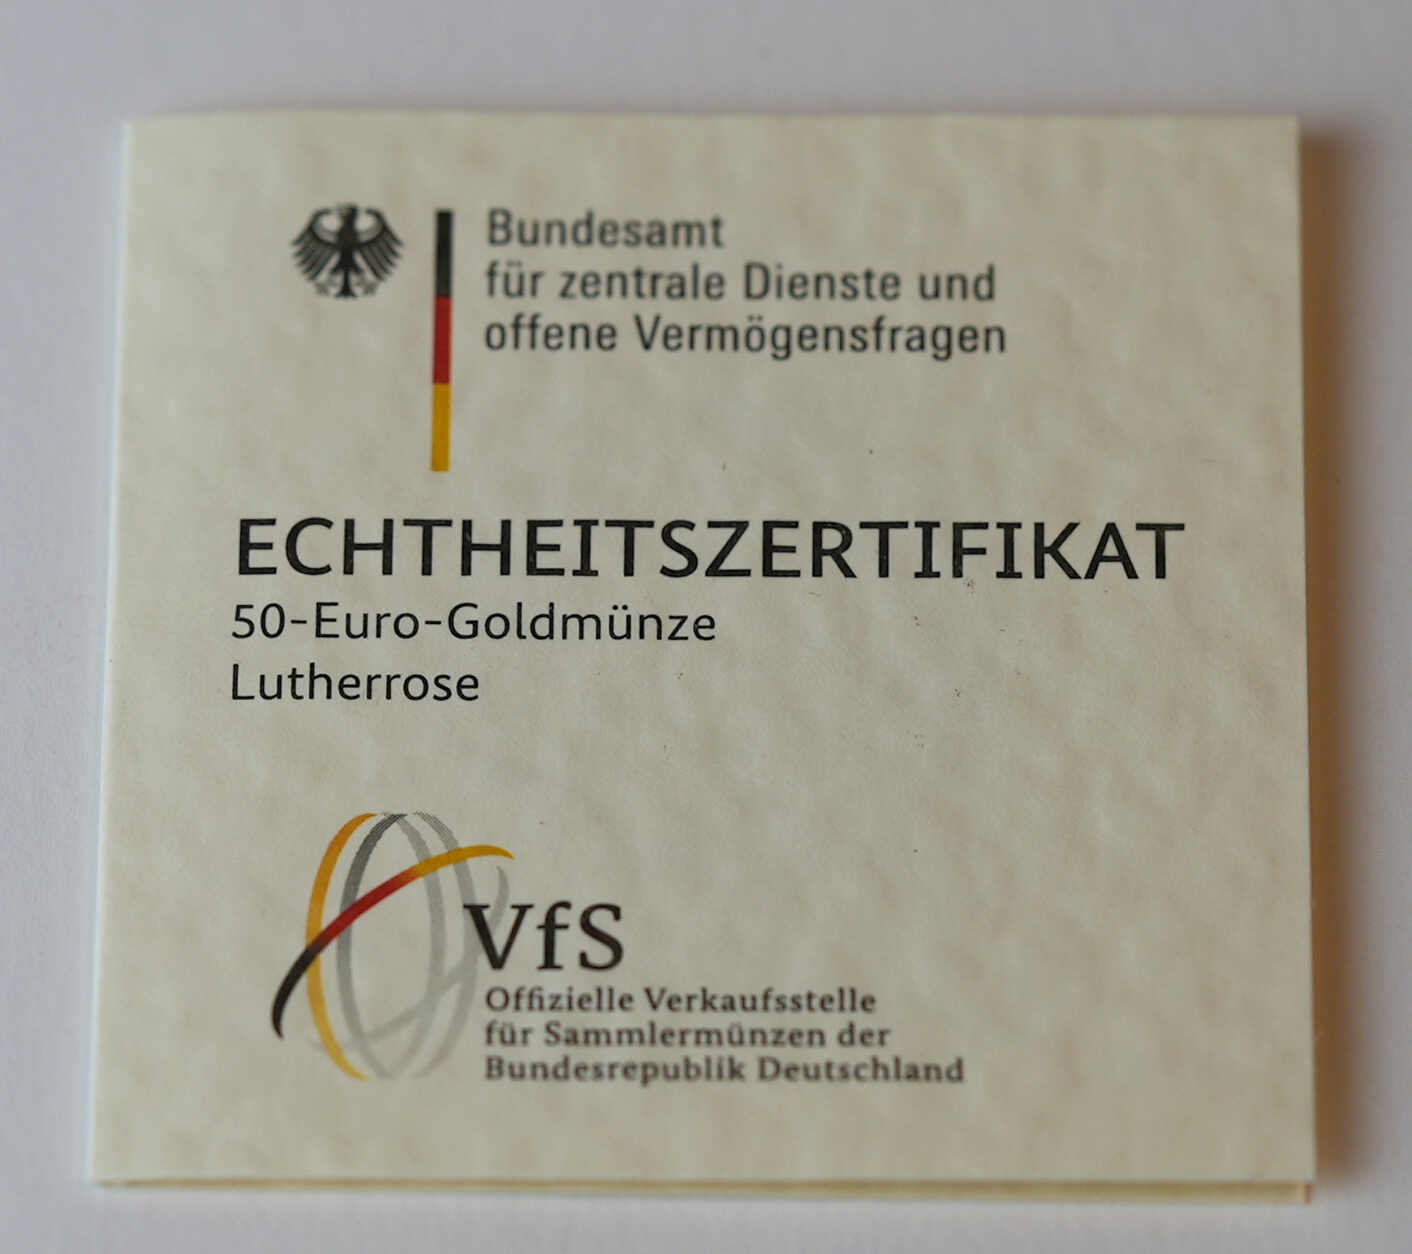 Bundesamt
für zentrale Dienste und
offene Vermögensfragen
ECHTHEITSZERTIFIKAT
50-Euro-Goldmünze
Lutherrose
VfS
Offizielle Verkaufsstelle
für Sammlermünzen der
Bundesrepublik Deutschland